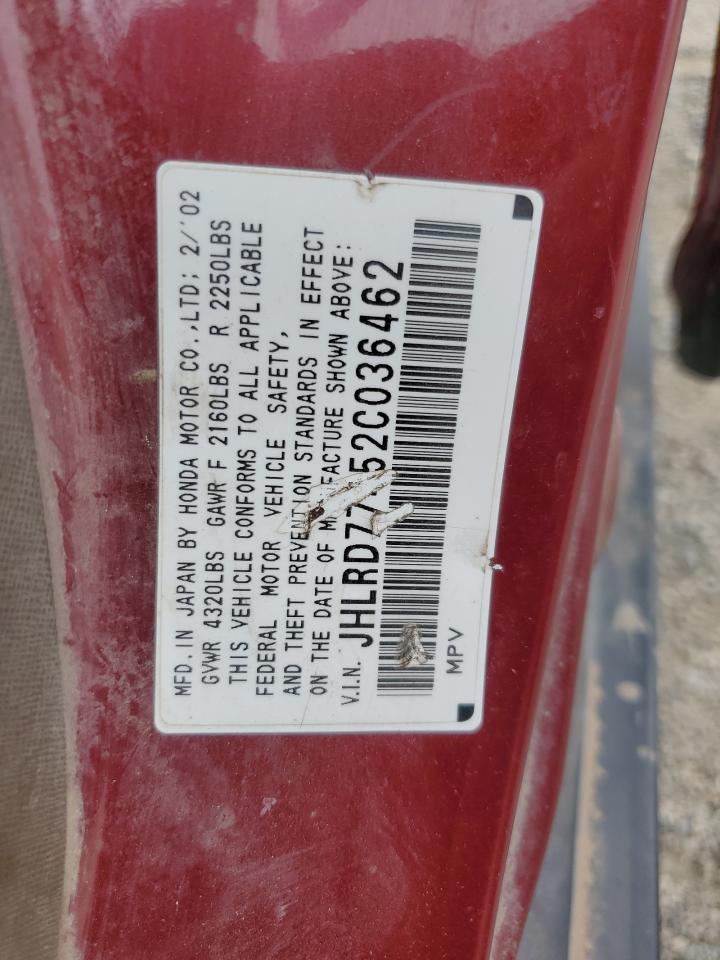 MFD. IN JAPAN BY HONDA MOTOR CO.,LTD; 2/'02
GVWR 4320LBS GAWR F 2160LBS R 2250LBS
THIS VEHICLE CONFORMS TO ALL APPLICABLE
FEDERAL MOTOR VEHICLE SAFETY,
AND THEFT PREVENTION STANDARDS IN EFFECT
ON THE DATE OF MANUFACTURE SHOWN ABOVE:
V.I.N. JHLRD77 52C036462
MPV